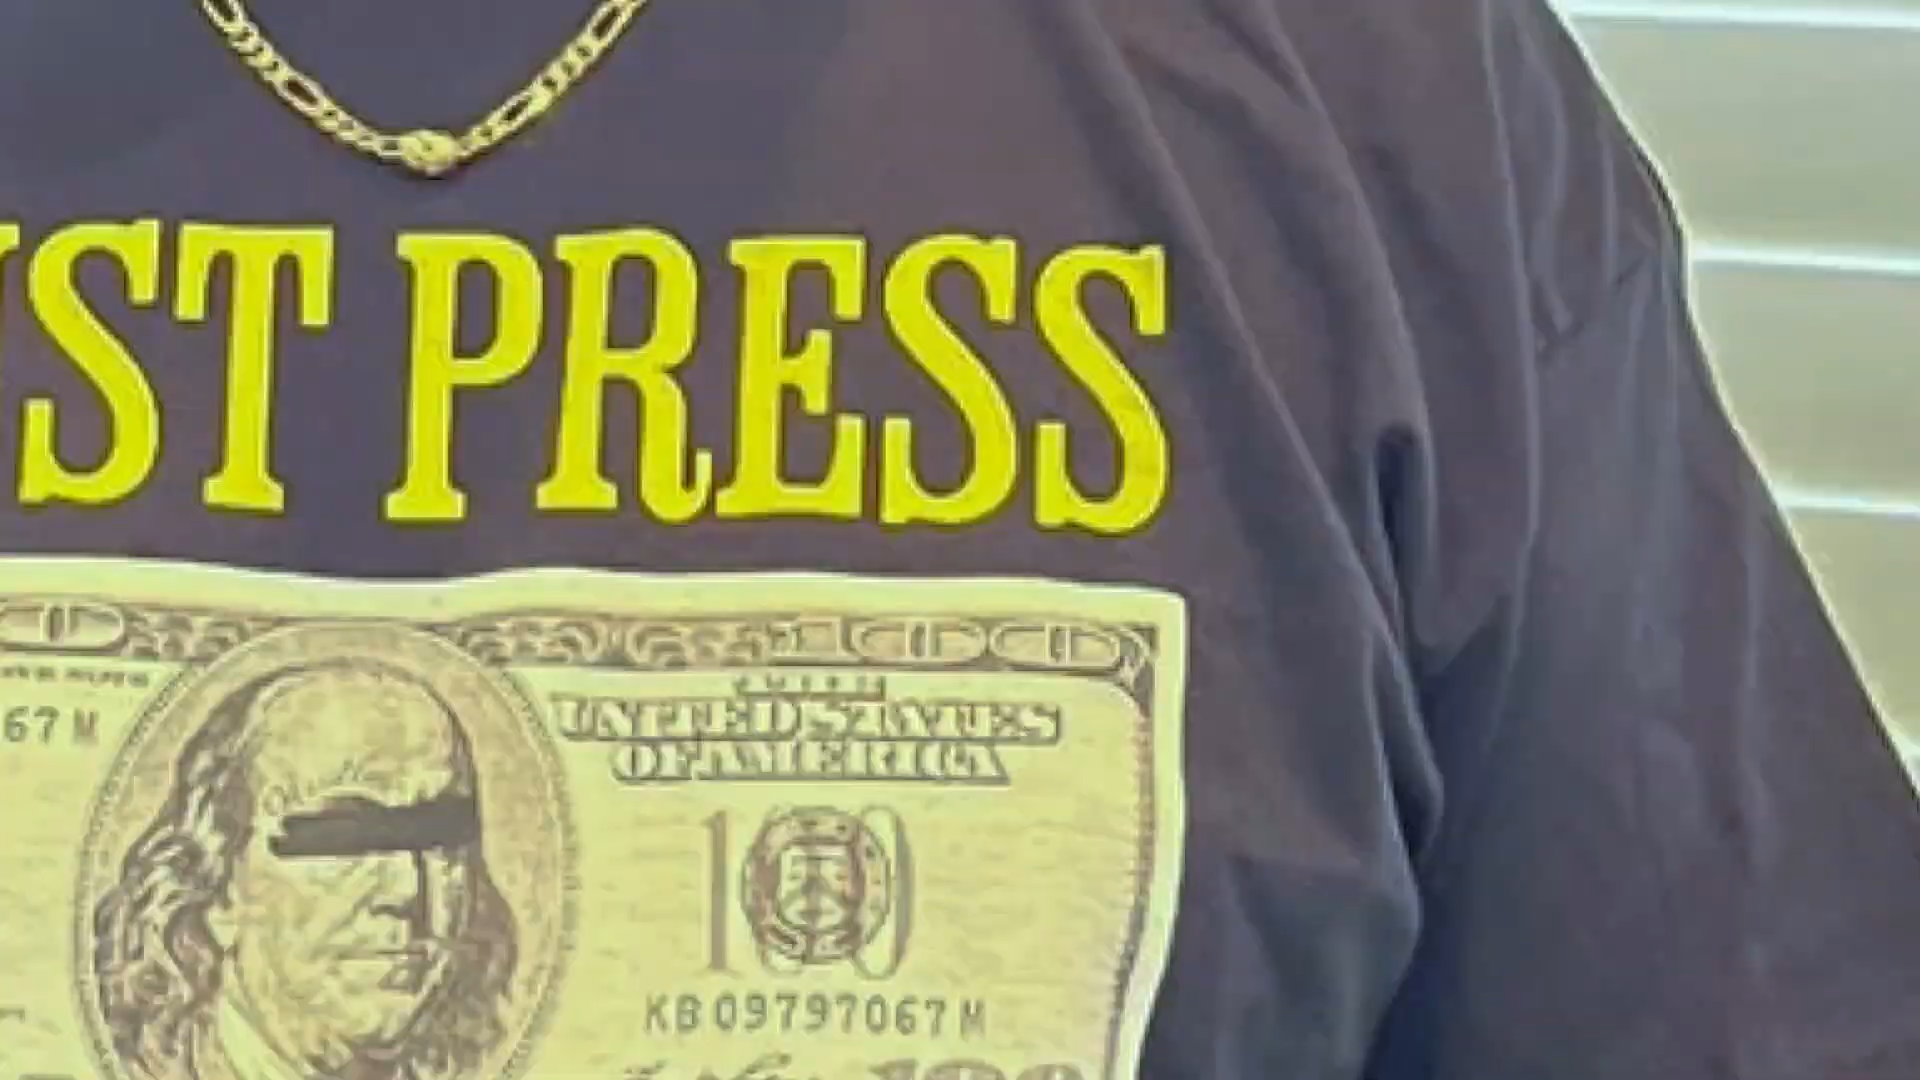 ST PRESS
67 M
UNITED STATES
OF AMERICA
100
KB 09797067 M